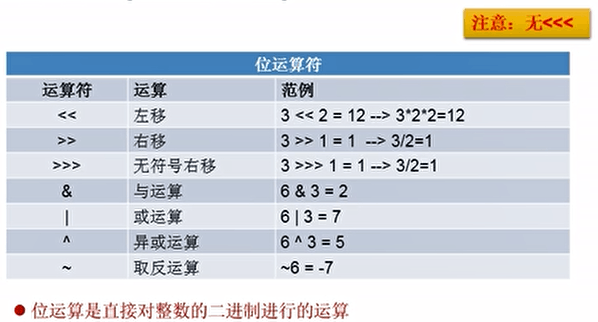 注意：无<<<
位运算符
运算符 运算 范例
<< 左移 3 << 2 = 12 --> 3*2*2=12
>> 右移 3 >> 1 = 1 --> 3/2=1
>>> 无符号右移 3 >>> 1 = 1 --> 3/2=1
& 与运算 6 & 3 = 2
| 或运算 6 | 3 = 7
^ 异或运算 6 ^ 3 = 5
~ 取反运算 ~6 = -7
● 位运算是直接对整数的二进制进行的运算